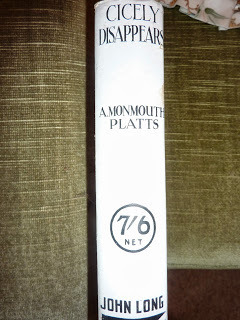 CICELY
DISAPPEARS
A. MONMOUTH
PLATTS
7/6
NET
JOHN LONG